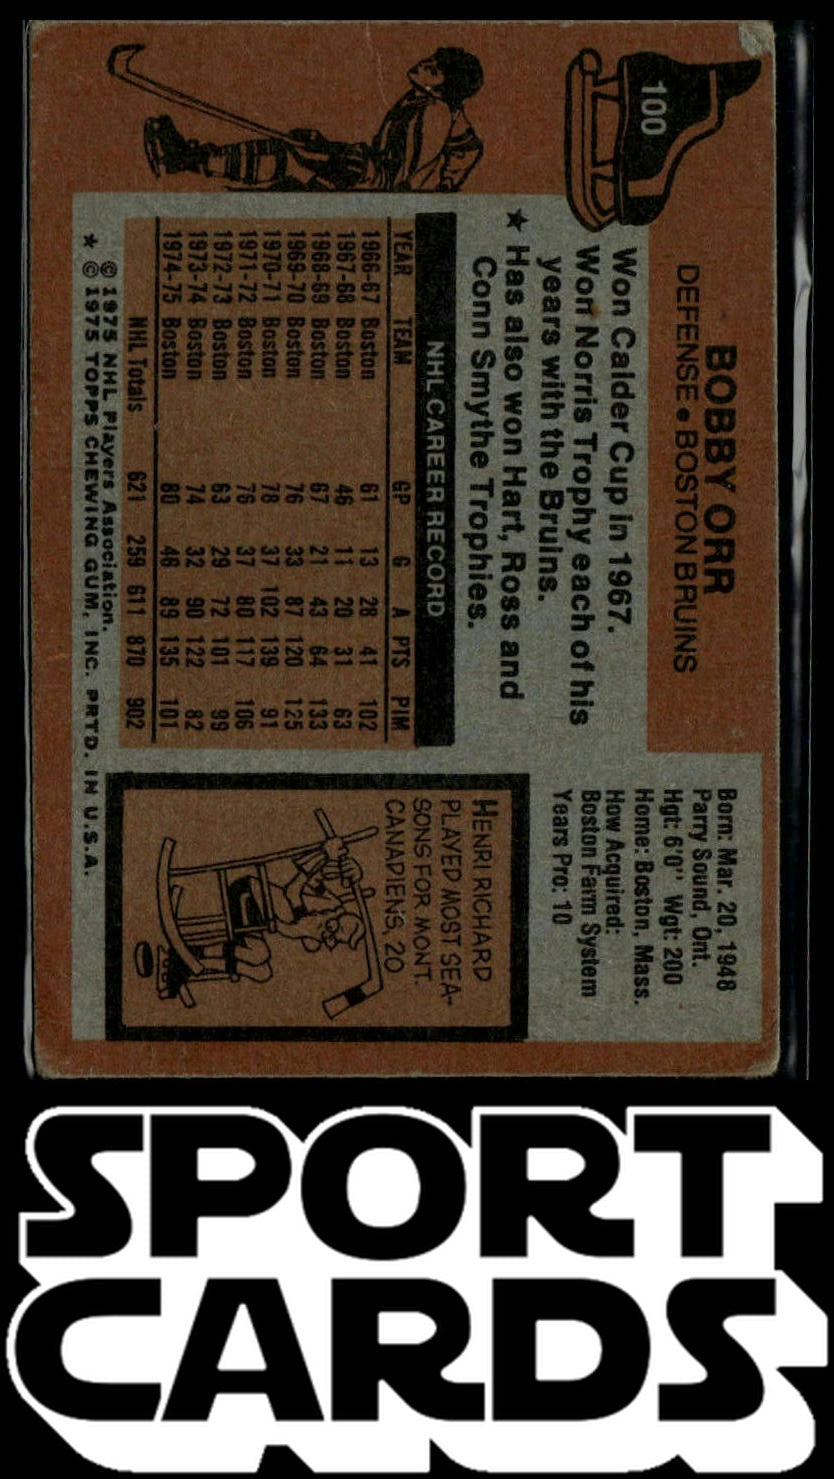 100
BOBBY ORR
DEFENSE • BOSTON BRUINS
Won Calder Cup in 1967.
Won Norris Trophy each of his
years with the Bruins.
★ Has also won Hart, Ross and
Conn Smythe Trophies.
Born: Mar. 20, 1948
Parry Sound, Ont.
Hgt: 6'0" Wgt: 200
Home: Boston, Mass.
How Acquired:
Boston Farm System
Years Pro: 10
NHL CAREER RECORD
YEAR TEAM GP G A PTS PIM
1966-67 Boston 61 13 28 41 102
1967-68 Boston 46 11 20 31 63
1968-69 Boston 67 21 43 64 133
1969-70 Boston 76 33 87 120 125
1970-71 Boston 78 37 102 139 91
1971-72 Boston 76 37 80 117 106
1972-73 Boston 63 29 72 101 99
1973-74 Boston 74 32 90 122 82
1974-75 Boston 80 46 89 135 101
NHL Totals 621 259 611 870 902
© 1975 NHL Players Association.
★ © 1975 TOPPS CHEWING GUM, INC. PRTD. IN U.S.A.
HENRI RICHARD
PLAYED MOST SEA-
SONS FOR MONT.
CANADIENS, 20
SPORT
CARDS